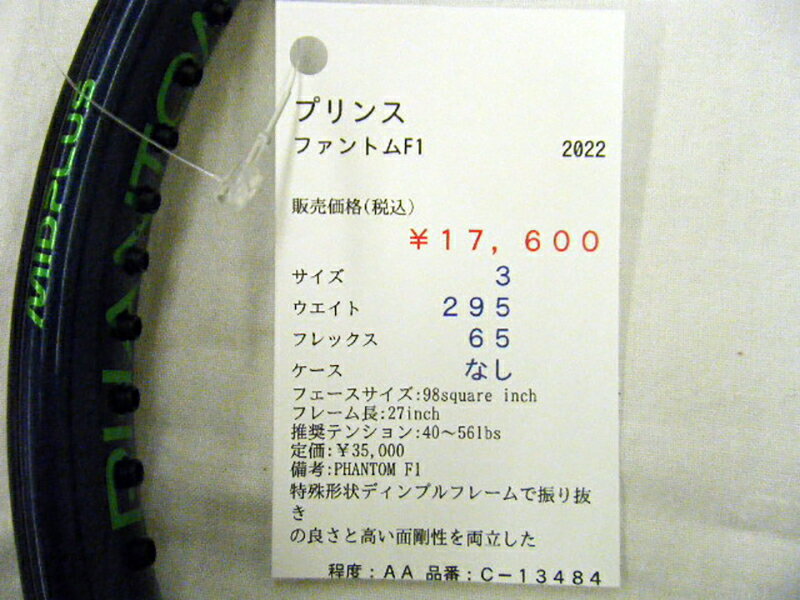 MIDPLUS
PHANTOM
プリンス
ファントムF1 2022
販売価格(税込)
¥17,600
サイズ 3
ウエイト 295
フレックス 65
ケース なし
フェースサイズ:98square inch
フレーム長:27inch
推奨テンション:40～56lbs
定価:¥35,000
備考:PHANTOM F1
特殊形状ディンプルフレームで振り抜
き
の良さと高い面剛性を両立した
程度:AA 品番:C-13484